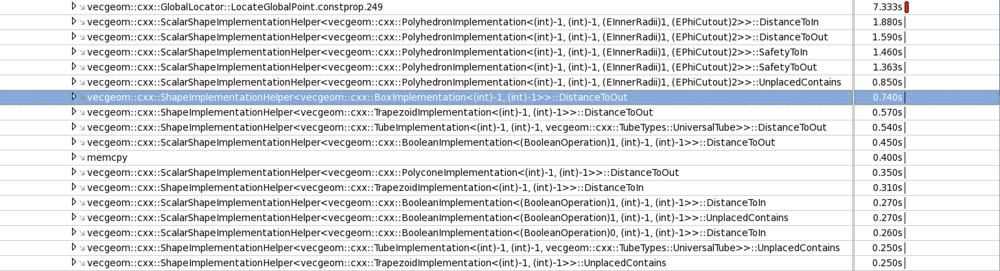 vecgeom::cxx::GlobalLocator::LocateGlobalPoint.constprop.249 7.333s
vecgeom::cxx::ScalarShapeImplementationHelper<vecgeom::cxx::PolyhedronImplementation<(int)-1, (int)-1, (EInnerRadii)1, (EPhiCutout)2>>::DistanceToIn 1.880s
vecgeom::cxx::ScalarShapeImplementationHelper<vecgeom::cxx::PolyhedronImplementation<(int)-1, (int)-1, (EInnerRadii)1, (EPhiCutout)2>>::DistanceToOut 1.590s
vecgeom::cxx::ScalarShapeImplementationHelper<vecgeom::cxx::PolyhedronImplementation<(int)-1, (int)-1, (EInnerRadii)1, (EPhiCutout)2>>::SafetyToIn 1.460s
vecgeom::cxx::ScalarShapeImplementationHelper<vecgeom::cxx::PolyhedronImplementation<(int)-1, (int)-1, (EInnerRadii)1, (EPhiCutout)2>>::SafetyToOut 1.363s
vecgeom::cxx::ScalarShapeImplementationHelper<vecgeom::cxx::PolyhedronImplementation<(int)-1, (int)-1, (EInnerRadii)1, (EPhiCutout)2>>::UnplacedContains 0.850s
vecgeom::cxx::ShapeImplementationHelper<vecgeom::cxx::BoxImplementation<(int)-1, (int)-1>>::DistanceToOut 0.740s
vecgeom::cxx::ShapeImplementationHelper<vecgeom::cxx::TrapezoidImplementation<(int)-1, (int)-1>>::DistanceToOut 0.570s
vecgeom::cxx::ShapeImplementationHelper<vecgeom::cxx::TubeImplementation<(int)-1, (int)-1, vecgeom::cxx::TubeTypes::UniversalTube>>::DistanceToOut 0.540s
vecgeom::cxx::ScalarShapeImplementationHelper<vecgeom::cxx::BooleanImplementation<(BooleanOperation)1, (int)-1, (int)-1>>::DistanceToOut 0.450s
memcpy 0.400s
vecgeom::cxx::ScalarShapeImplementationHelper<vecgeom::cxx::PolyconeImplementation<(int)-1, (int)-1>>::DistanceToOut 0.350s
vecgeom::cxx::ShapeImplementationHelper<vecgeom::cxx::TrapezoidImplementation<(int)-1, (int)-1>>::DistanceToIn 0.310s
vecgeom::cxx::ScalarShapeImplementationHelper<vecgeom::cxx::BooleanImplementation<(BooleanOperation)1, (int)-1, (int)-1>>::DistanceToIn 0.270s
vecgeom::cxx::ScalarShapeImplementationHelper<vecgeom::cxx::BooleanImplementation<(BooleanOperation)1, (int)-1, (int)-1>>::UnplacedContains 0.270s
vecgeom::cxx::ScalarShapeImplementationHelper<vecgeom::cxx::BooleanImplementation<(BooleanOperation)0, (int)-1, (int)-1>>::DistanceToIn 0.260s
vecgeom::cxx::ShapeImplementationHelper<vecgeom::cxx::TubeImplementation<(int)-1, (int)-1, vecgeom::cxx::TubeTypes::UniversalTube>>::UnplacedContains 0.250s
vecgeom::cxx::ShapeImplementationHelper<vecgeom::cxx::TrapezoidImplementation<(int)-1, (int)-1>>::UnplacedContains 0.250s